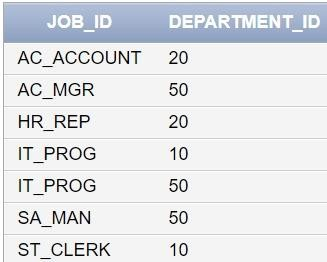 JOB_ID DEPARTMENT_ID
AC_ACCOUNT 20
AC_MGR 50
HR_REP 20
IT_PROG 10
IT_PROG 50
SA_MAN 50
ST_CLERK 10